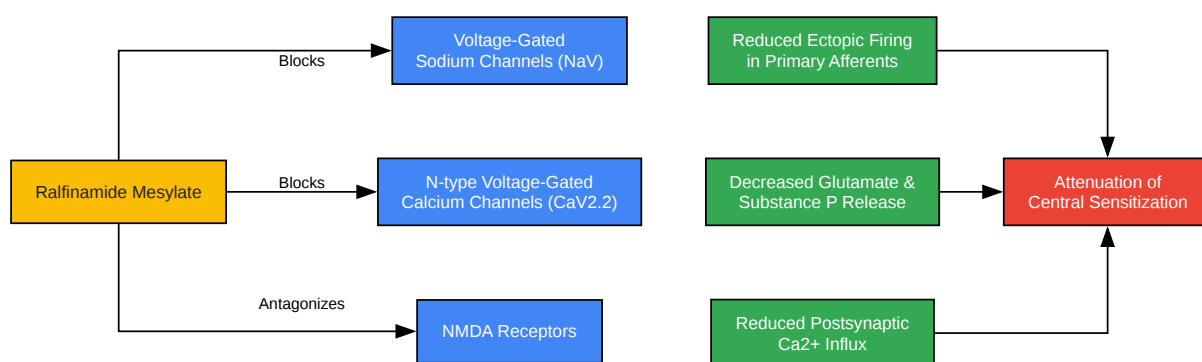 Voltage-Gated
Sodium Channels (NaV)
Reduced Ectopic Firing
in Primary Afferents
Blocks
Ralfinamide Mesylate
Blocks
N-type Voltage-Gated
Calcium Channels (CaV2.2)
Decreased Glutamate &
Substance P Release
Attenuation of
Central Sensitization
Antagonizes
NMDA Receptors
Reduced Postsynaptic
Ca2+ Influx